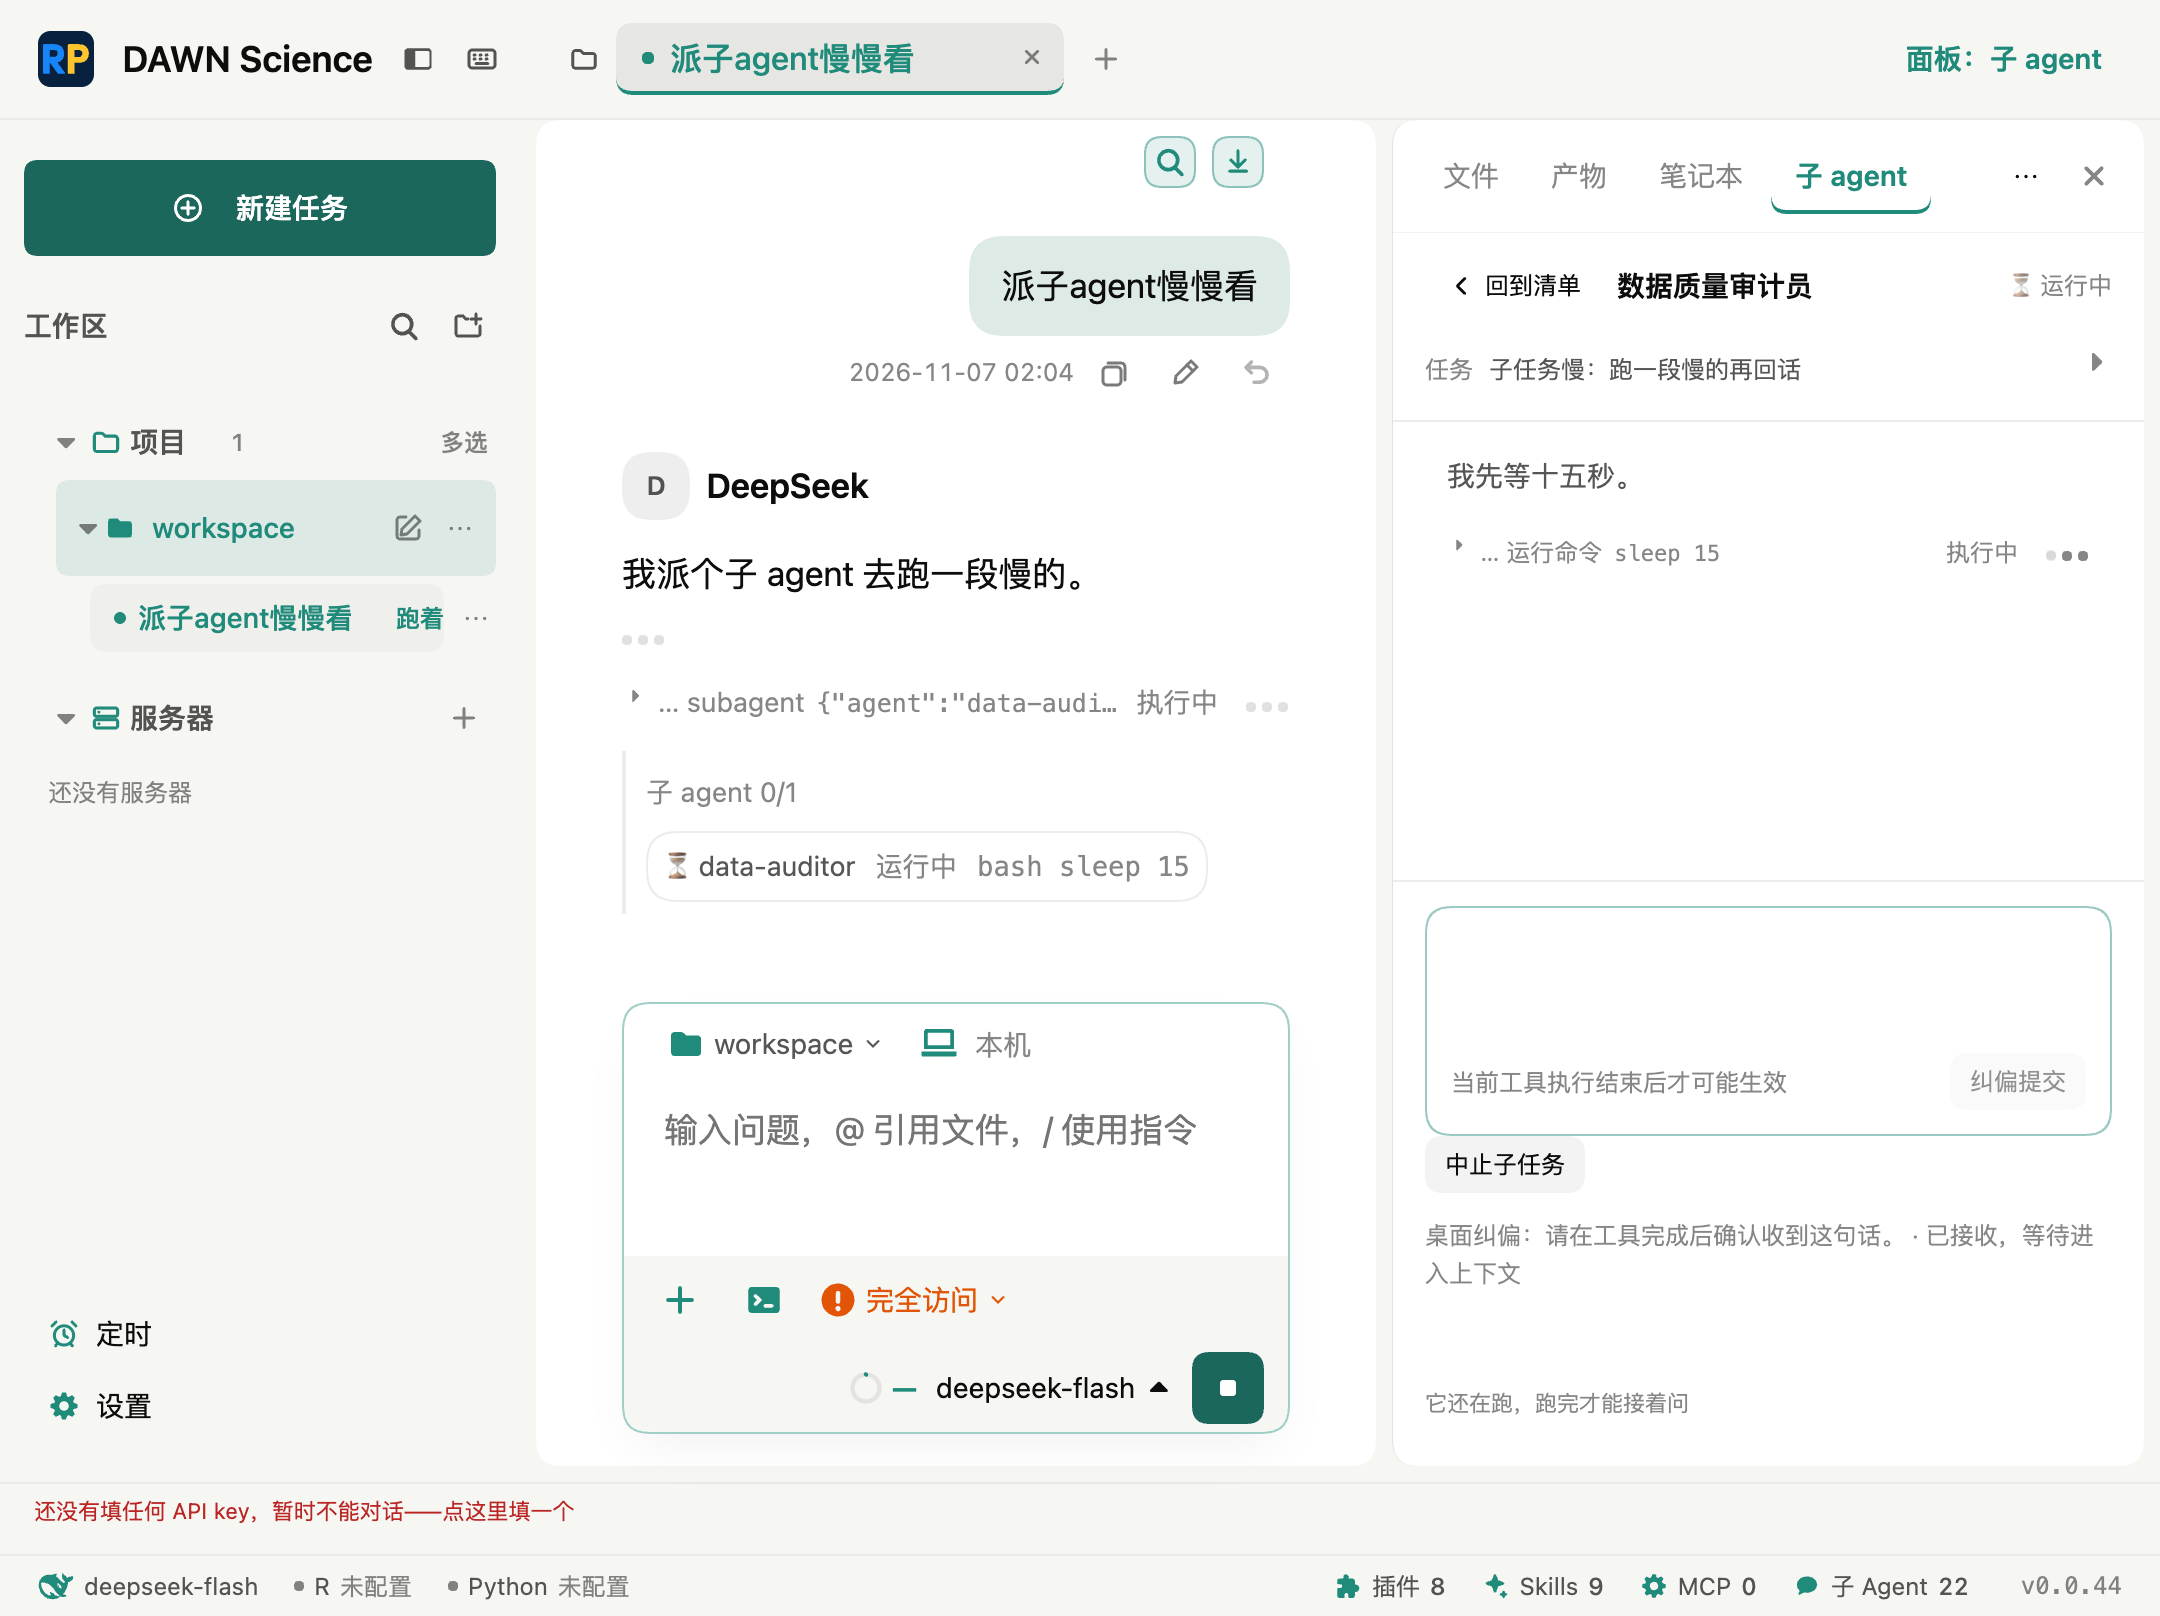 RP DAWN Science
派子agent慢慢看
面板：子 agent
新建任务
工作区
项目 1 多选
workspace
派子agent慢慢看 跑着
服务器
还没有服务器
定时
设置
派子agent慢慢看
2026-11-07 02:04
D DeepSeek
我派个子 agent 去跑一段慢的。
... subagent {"agent":"data-audi... 执行中
子 agent 0/1
data-auditor 运行中 bash sleep 15
workspace 本机
输入问题，@ 引用文件，/ 使用指令
完全访问
deepseek-flash
文件 产物 笔记本 子 agent
回到清单 数据质量审计员 运行中
任务 子任务慢：跑一段慢的再回话
我先等十五秒。
... 运行命令 sleep 15 执行中
当前工具执行结束后才可能生效 纠偏提交
中止子任务
桌面纠偏：请在工具完成后确认收到这句话。 · 已接收，等待进
入上下文
它还在跑，跑完才能接着问
还没有填任何 API key，暂时不能对话——点这里填一个
deepseek-flash R 未配置 Python 未配置 插件 8 Skills 9 MCP 0 子 Agent 22 v0.0.44